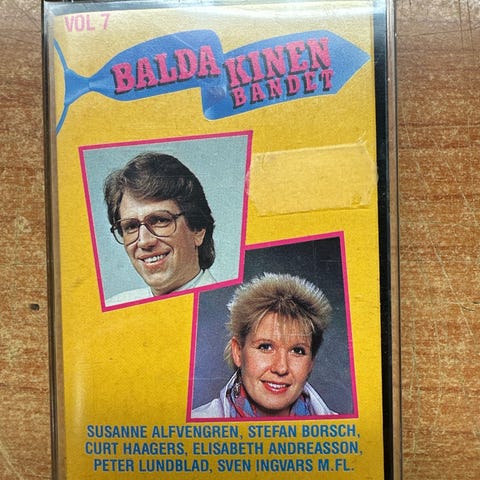 VOL 7
BALDA KINEN
BANDET
SUSANNE ALFVENGREN, STEFAN BORSCH,
CURT HAAGERS, ELISABETH ANDREASSON,
PETER LUNDBLAD, SVEN INGVARS M.FL.